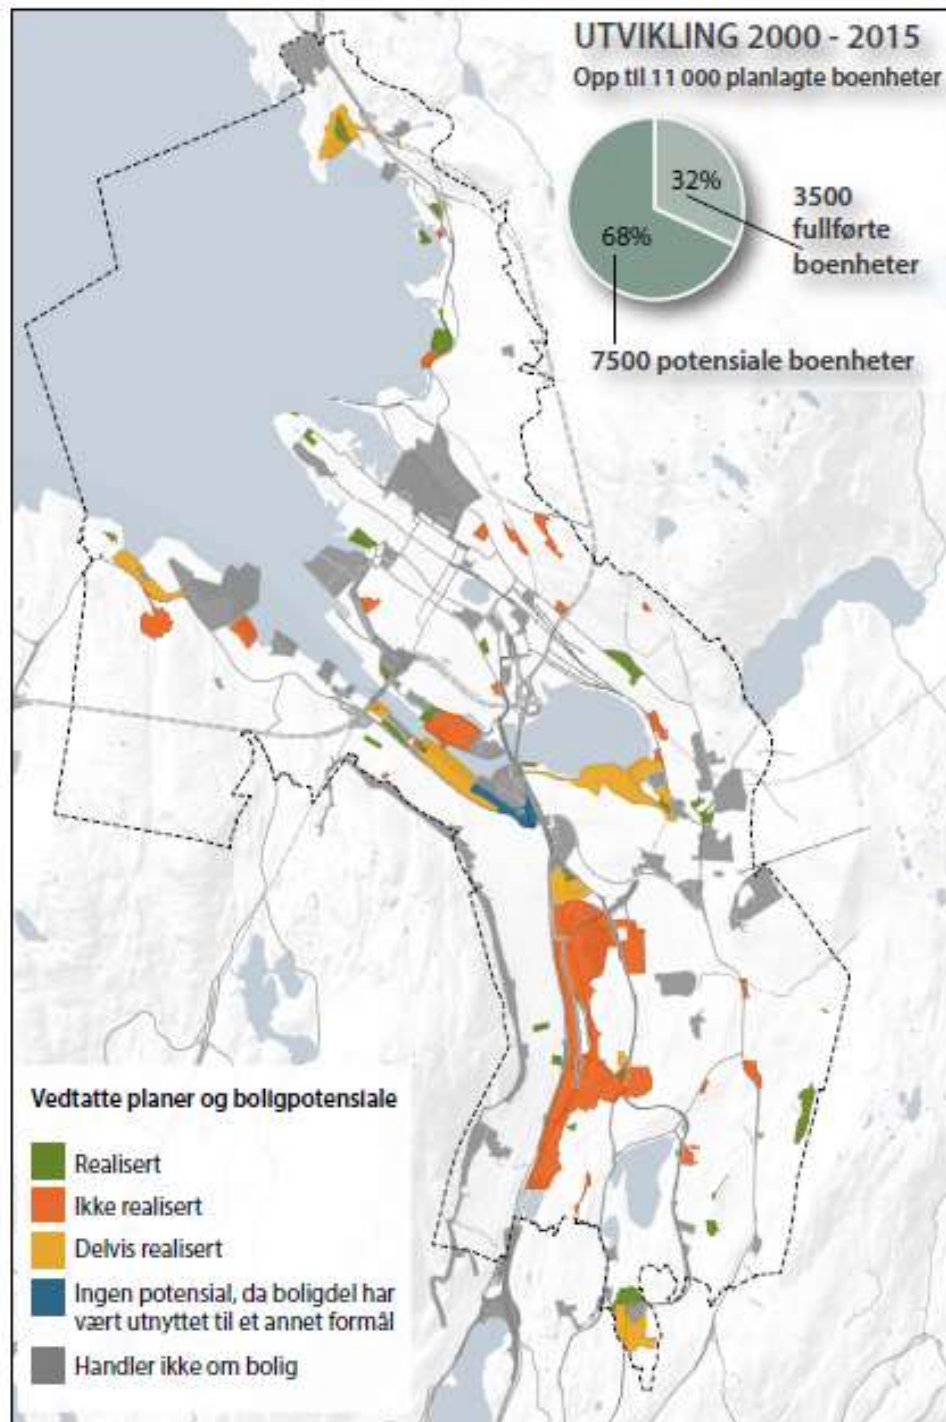 UTVIKLING 2000 - 2015
Opp til 11 000 planlagte boenheter
32%
68%
3500
fullførte
boenheter
7500 potensiale boenheter
Vedtatte planer og boligpotensiale
Realisert
Ikke realisert
Delvis realisert
Ingen potensial, da boligdel har
vært utnyttet til et annet formål
Handler ikke om bolig